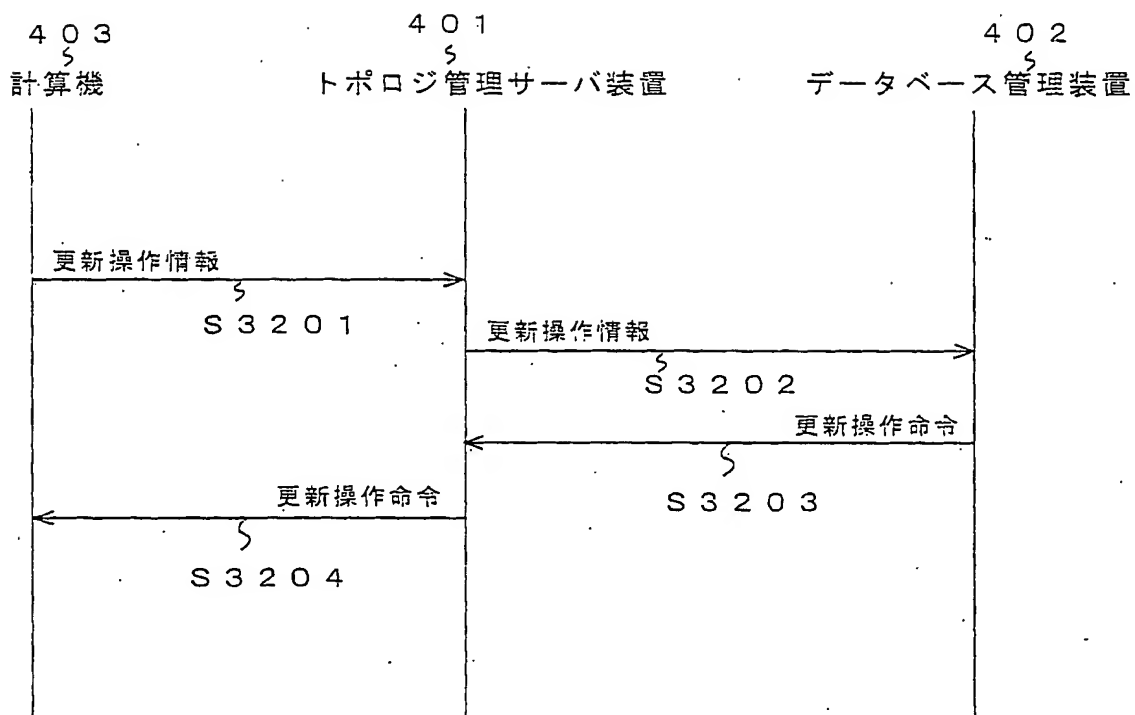 403
401
402
計算機
トポロジ管理サーバ装置
データベース管理装置
更新操作情報
S3201
更新操作情報
S3202
更新操作命令
S3203
更新操作命令
S3204